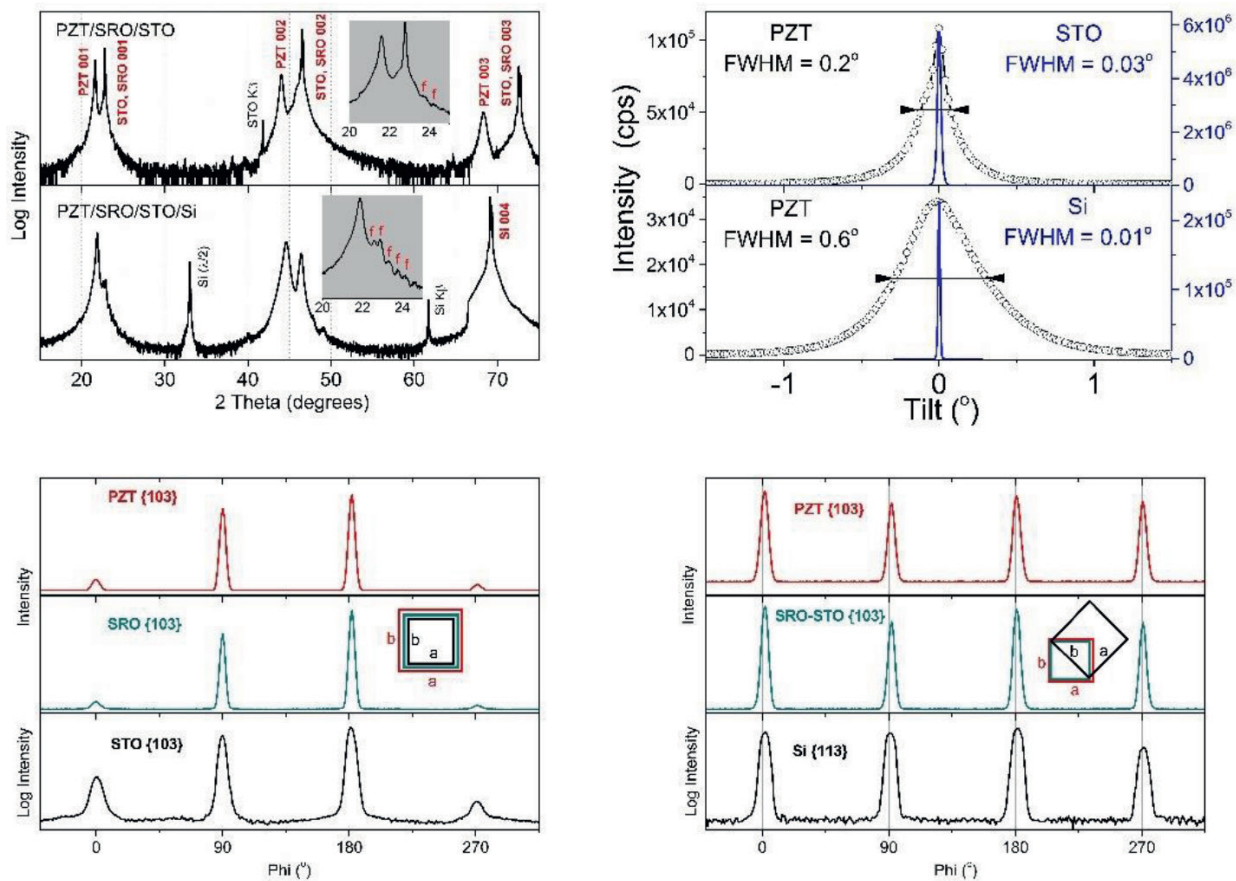 PZT/SRO/STO
PZT 001
STO, SRO 001
STO Kβ
PZT 002
STO, SRO 002
f f
20 22 24
PZT 003
STO, SRO 003
PZT/SRO/STO/Si
Si (λ/2)
f f f f f
20 22 24
Si Kβ
Si 004
Log Intensity
20 30 40 50 60 70
2 Theta (degrees)
PZT
FWHM = 0.2°
STO
FWHM = 0.03°
1x10⁵
5x10⁴
0
6x10⁶
4x10⁶
2x10⁶
0
PZT
FWHM = 0.6°
Si
FWHM = 0.01°
3x10⁴
2x10⁴
1x10⁴
0
2x10⁵
1x10⁵
0
Intensity (cps)
-1 0 1
Tilt (°)
PZT {103}
SRO {103}
b b
a
a
STO {103}
Intensity
Log Intensity
0 90 180 270
Phi (°)
PZT {103}
SRO-STO {103}
b b a
a
Si {113}
Intensity
Log Intensity
0 90 180 270
Phi (°)